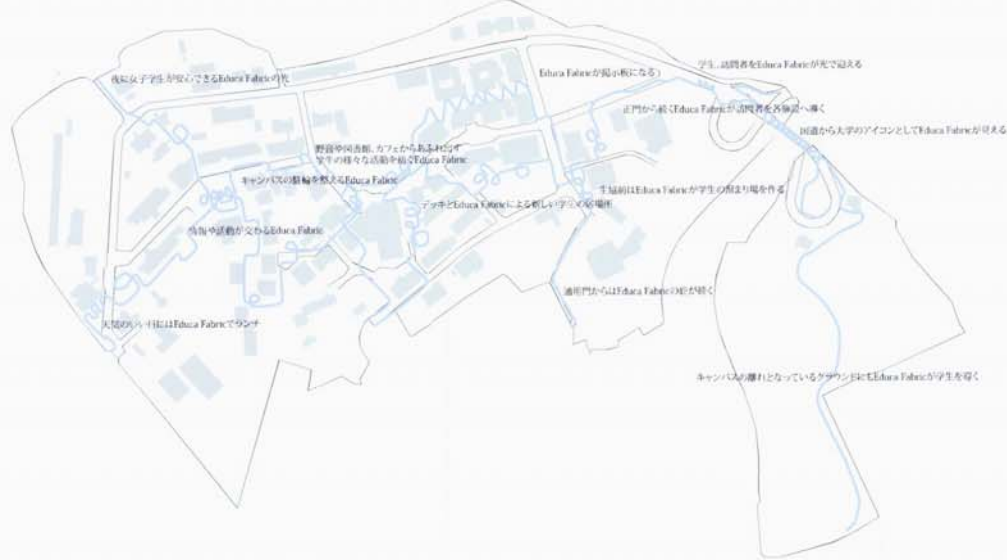 学生、訪問者をEduca Fabricが光で迎える
夜に女子学生が安心できるEduca Fabricの光
Educa Fabricが掲示板になる
正門から続くEduca Fabricが訪問者を各施設へ導く
国道から大学のアイコンとしてEduca Fabricが見える
図書館、カフェからあふれだす
学生の様々な活動を紡ぐEduca Fabric
キャンパスの駐輪を整えるEduca Fabric
生協前はEduca Fabricが学生の溜まり場を作る
デッキとEduca Fabricによる新しい学生の居場所
情報や活動が交わるEduca Fabric
通用門からはEduca Fabricの庇が続く
天気のいい日にはEduca Fabricでランチ
キャンパスの離れとなっているグラウンドにもEduca Fabricが学生を導く